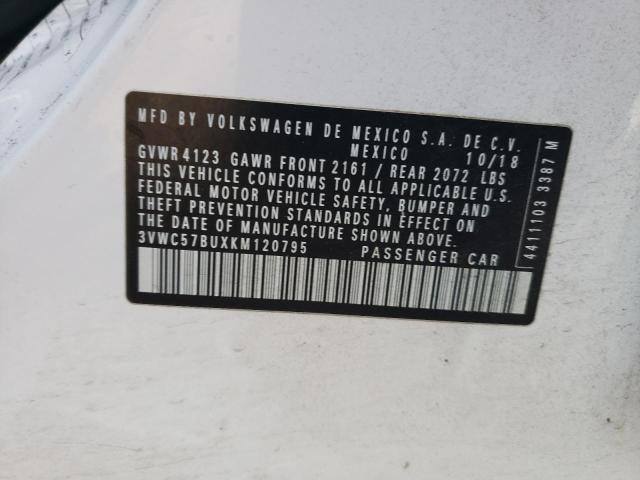 MFD BY VOLKSWAGEN DE MEXICO S.A. DE C.V.
MEXICO 10/18
GVWR 4123 GAWR FRONT 2161 / REAR 2072 LBS
THIS VEHICLE CONFORMS TO ALL APPLICABLE
FEDERAL MOTOR VEHICLE SAFETY, BUMPER AND
THEFT PREVENTION STANDARDS IN EFFECT ON
THE DATE OF MANUFACTURE SHOWN ABOVE.
3VWC57BUXKM120795 PASSENGER CAR
4411103 3387 M